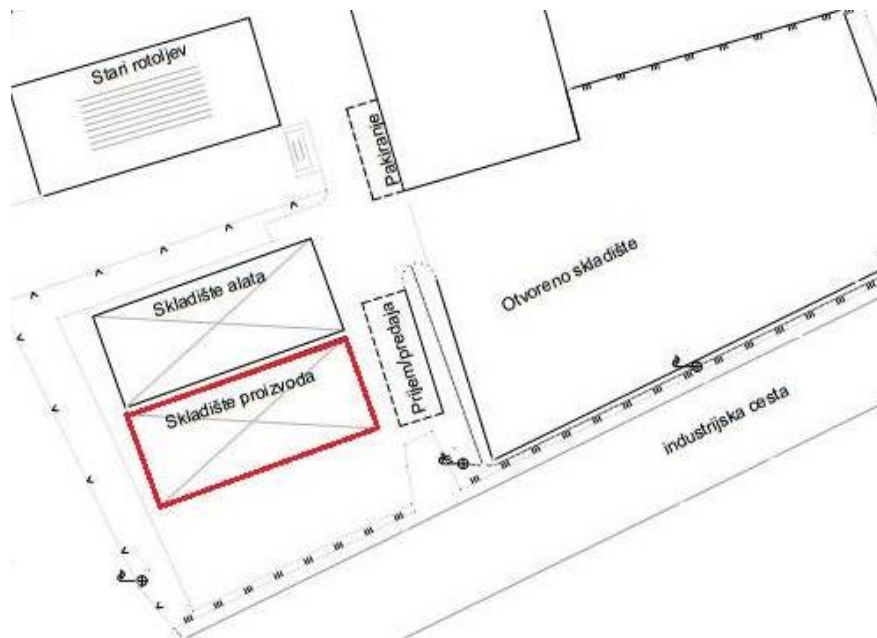 Stari rotoljev
Pakiranje
Skladište alata
Otvoreno skladište
Prijem/predaja
Skladište proizvoda
industrijska cesta